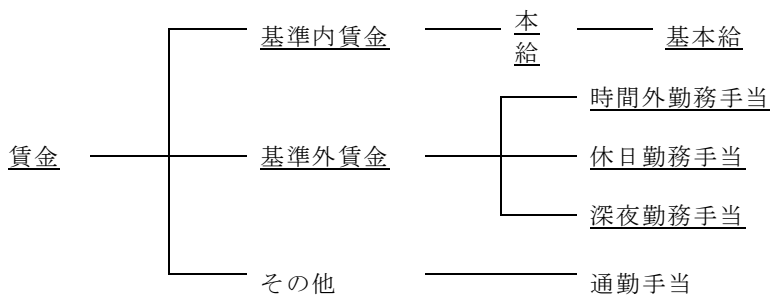 基準内賃金 本給 基本給
時間外勤務手当
賃金 基準外賃金 休日勤務手当
深夜勤務手当
その他 通勤手当